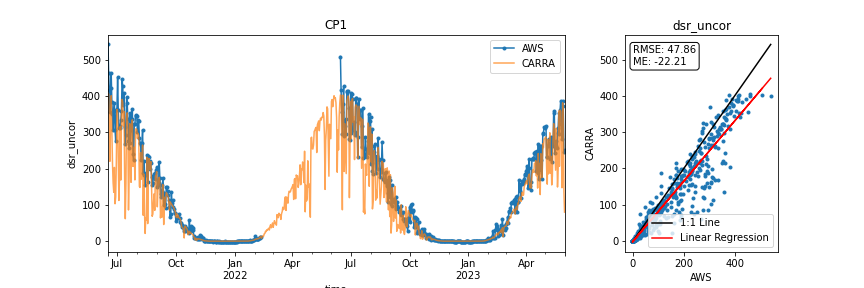 CP1
dsr_uncor
500
400
300
200
100
0
Jul
Oct
Jan
2022
Apr
Jul
Oct
Jan
2023
Apr
time
AWS
CARRA
dsr_uncor
RMSE: 47.86
ME: -22.21
CARRA
500
400
300
200
100
0
1:1 Line
Linear Regression
0
200
400
AWS